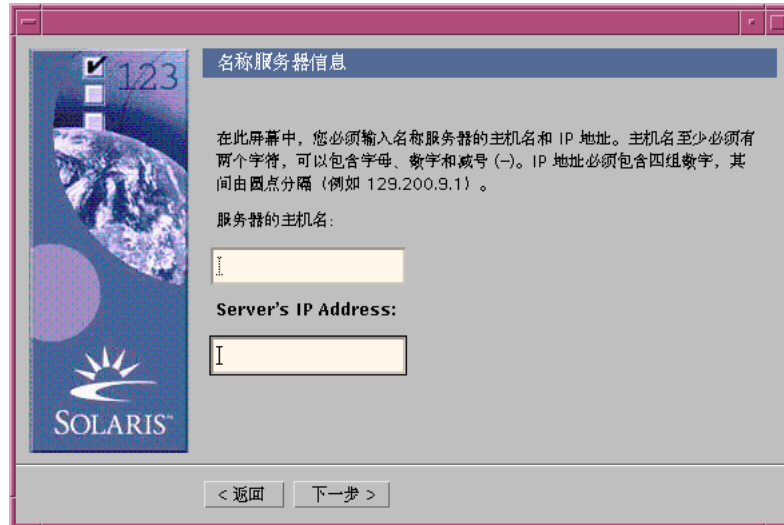 123
名称服务器信息
在此屏幕中，您必须输入名称服务器的主机名和 IP 地址。主机名至少必须有
两个字符，可以包含字母、数字和减号 (-)。IP 地址必须包含四组数字，其
间由圆点分隔（例如 129.200.9.1）。
服务器的主机名:
Server's IP Address:
SOLARIS™
< 返回
下一步 >